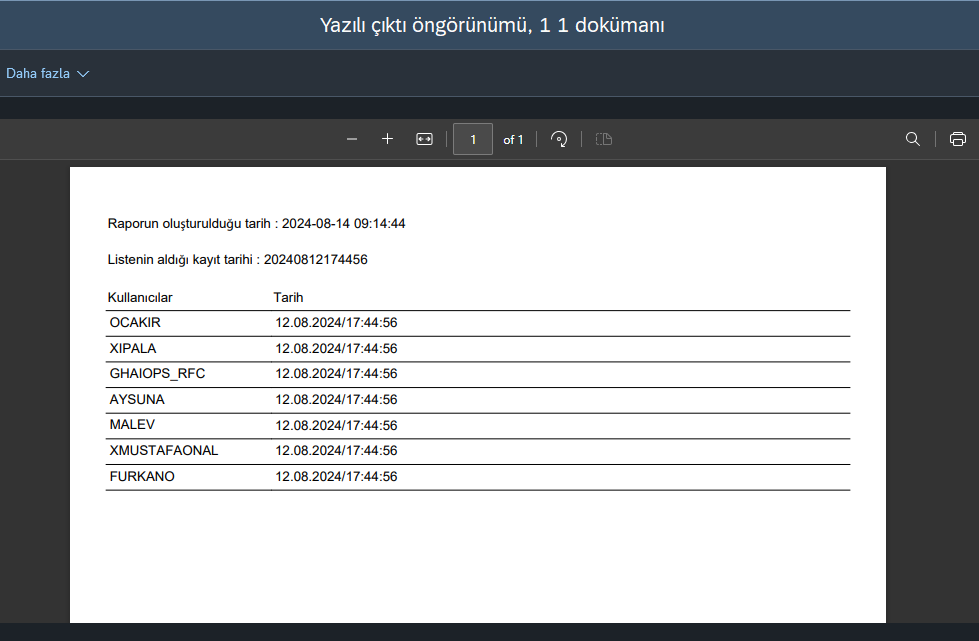 Yazılı çıktı öngörünümü, 1 1 dokümanı
Daha fazla
1 of 1
Raporun oluşturulduğu tarih : 2024-08-14 09:14:44
Listenin aldığı kayıt tarihi : 20240812174456
Kullanıcılar Tarih
OCAKIR 12.08.2024/17:44:56
XIPALA 12.08.2024/17:44:56
GHAIOPS_RFC 12.08.2024/17:44:56
AYSUNA 12.08.2024/17:44:56
MALEV 12.08.2024/17:44:56
XMUSTAFAONAL 12.08.2024/17:44:56
FURKANO 12.08.2024/17:44:56